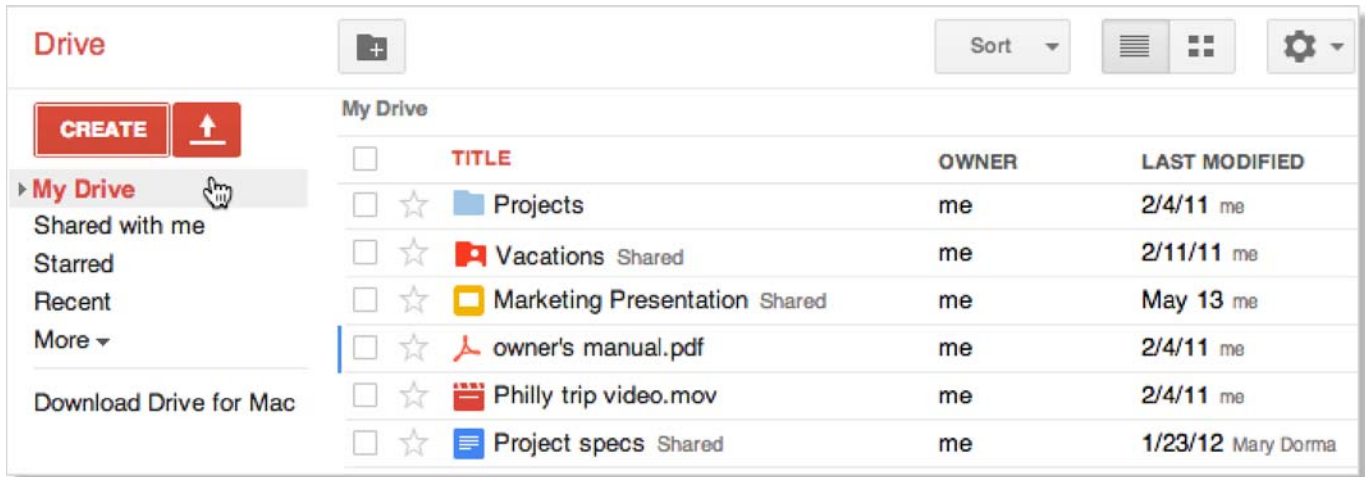 Drive
Sort
CREATE
My Drive
Shared with me
Starred
Recent
More
Download Drive for Mac
My Drive
TITLE OWNER LAST MODIFIED
Projects me 2/4/11 me
Vacations Shared me 2/11/11 me
Marketing Presentation Shared me May 13 me
owner's manual.pdf me 2/4/11 me
Philly trip video.mov me 2/4/11 me
Project specs Shared me 1/23/12 Mary Dorma